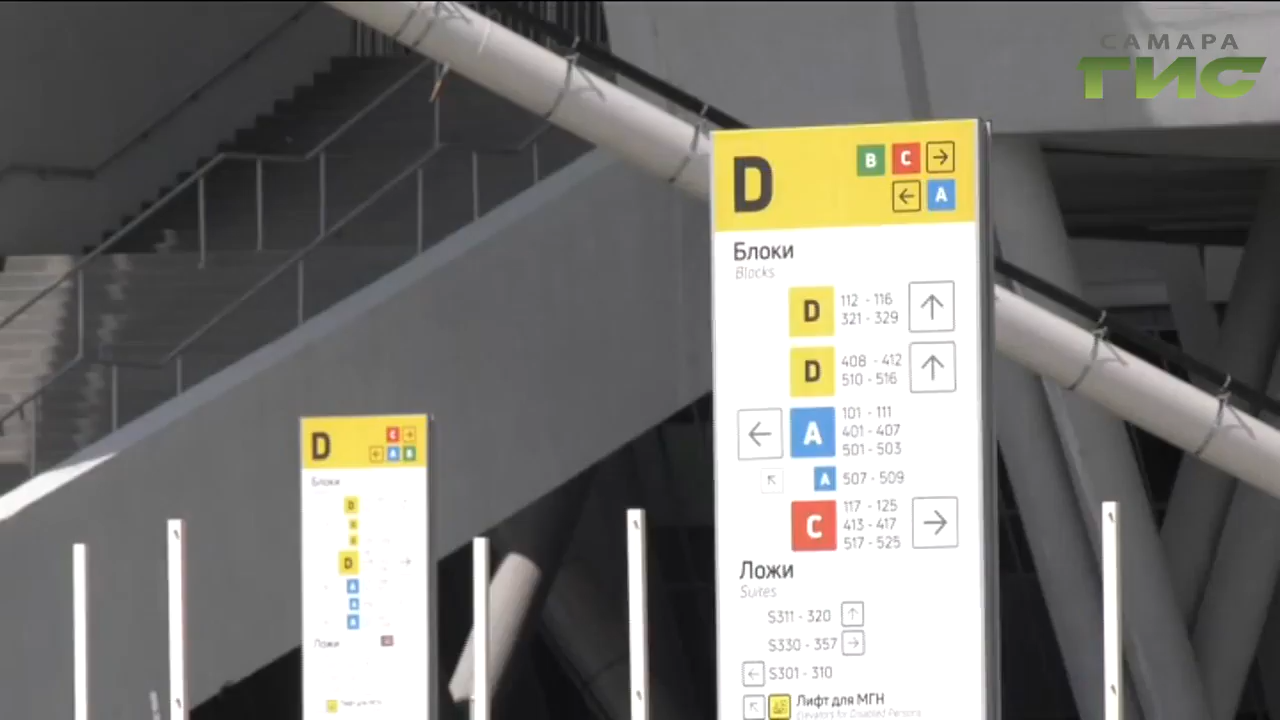 САМАРА
ГИС
D B C →
← A
Блоки
Blocks
D 112 - 116 ↑
321 - 329
D 408 - 412 ↑
510 - 516
← A 101 - 111
401 - 407
501 - 503
↖ A 507 - 509
C 117 - 125 →
413 - 417
517 - 525
Ложи
Suites
S311 - 320 ↑
S330 - 357 →
← S301 - 310
↖ Лифт для МГН
Elevators for Disabled Persons
D C →
← A B
Блоки
D
D
A
A
A
Ложи